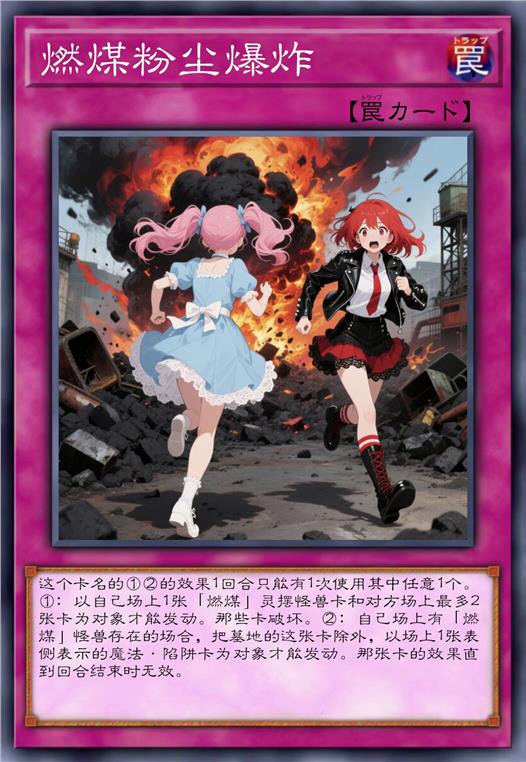 燃煤粉尘爆炸
トラップ
罠
トラップ
【罠カード】
这个卡名的①②的效果1回合只能有1次使用其中任意1个。
①：以自己场上1张「燃煤」灵摆怪兽卡和对方场上最多2
张卡为对象才能发动。那些卡破坏。②：自己场上有「燃
煤」怪兽存在的场合，把墓地的这张卡除外，以场上1张表
侧表示的魔法·陷阱卡为对象才能发动。那张卡的效果直
到回合结束时无效。